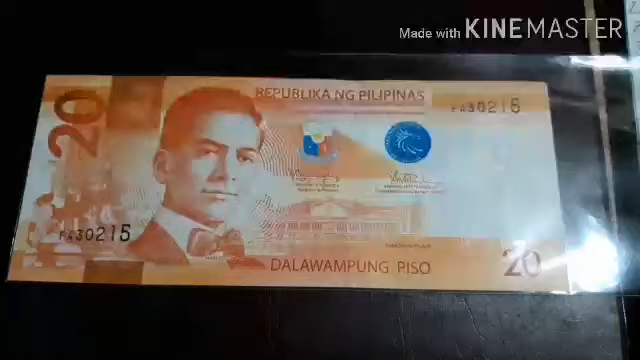 Made with KINEMASTER
REPUBLIKA NG PILIPINAS
20
FA430215
FA430215
DALAWAMPUNG PISO
20